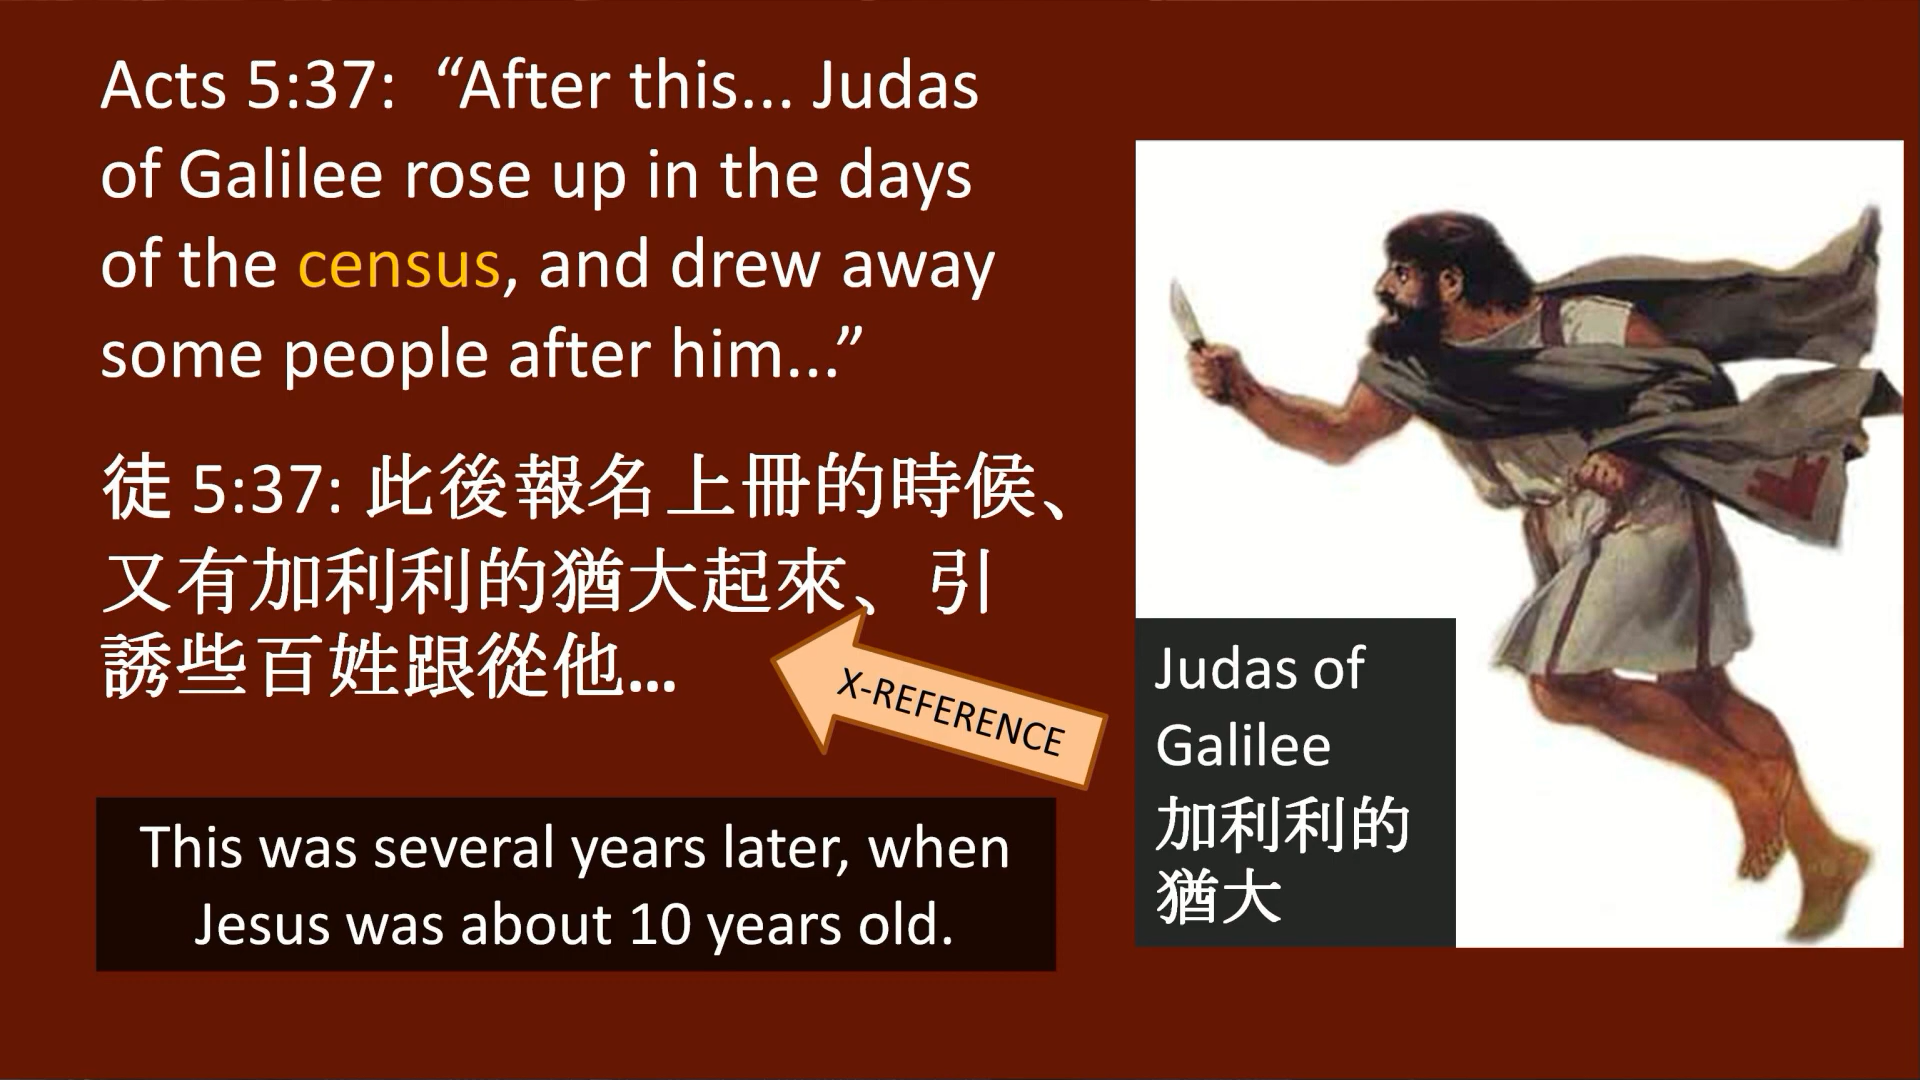 Acts 5:37:  “After this... Judas
of Galilee rose up in the days
of the census, and drew away
some people after him...”
徒 5:37: 此後報名上冊的時候、
又有加利利的猶大起來、 引
誘些百姓跟從他...
X-REFERENCE
This was several years later, when
Jesus was about 10 years old.
Judas of
Galilee
加利利的
猶大